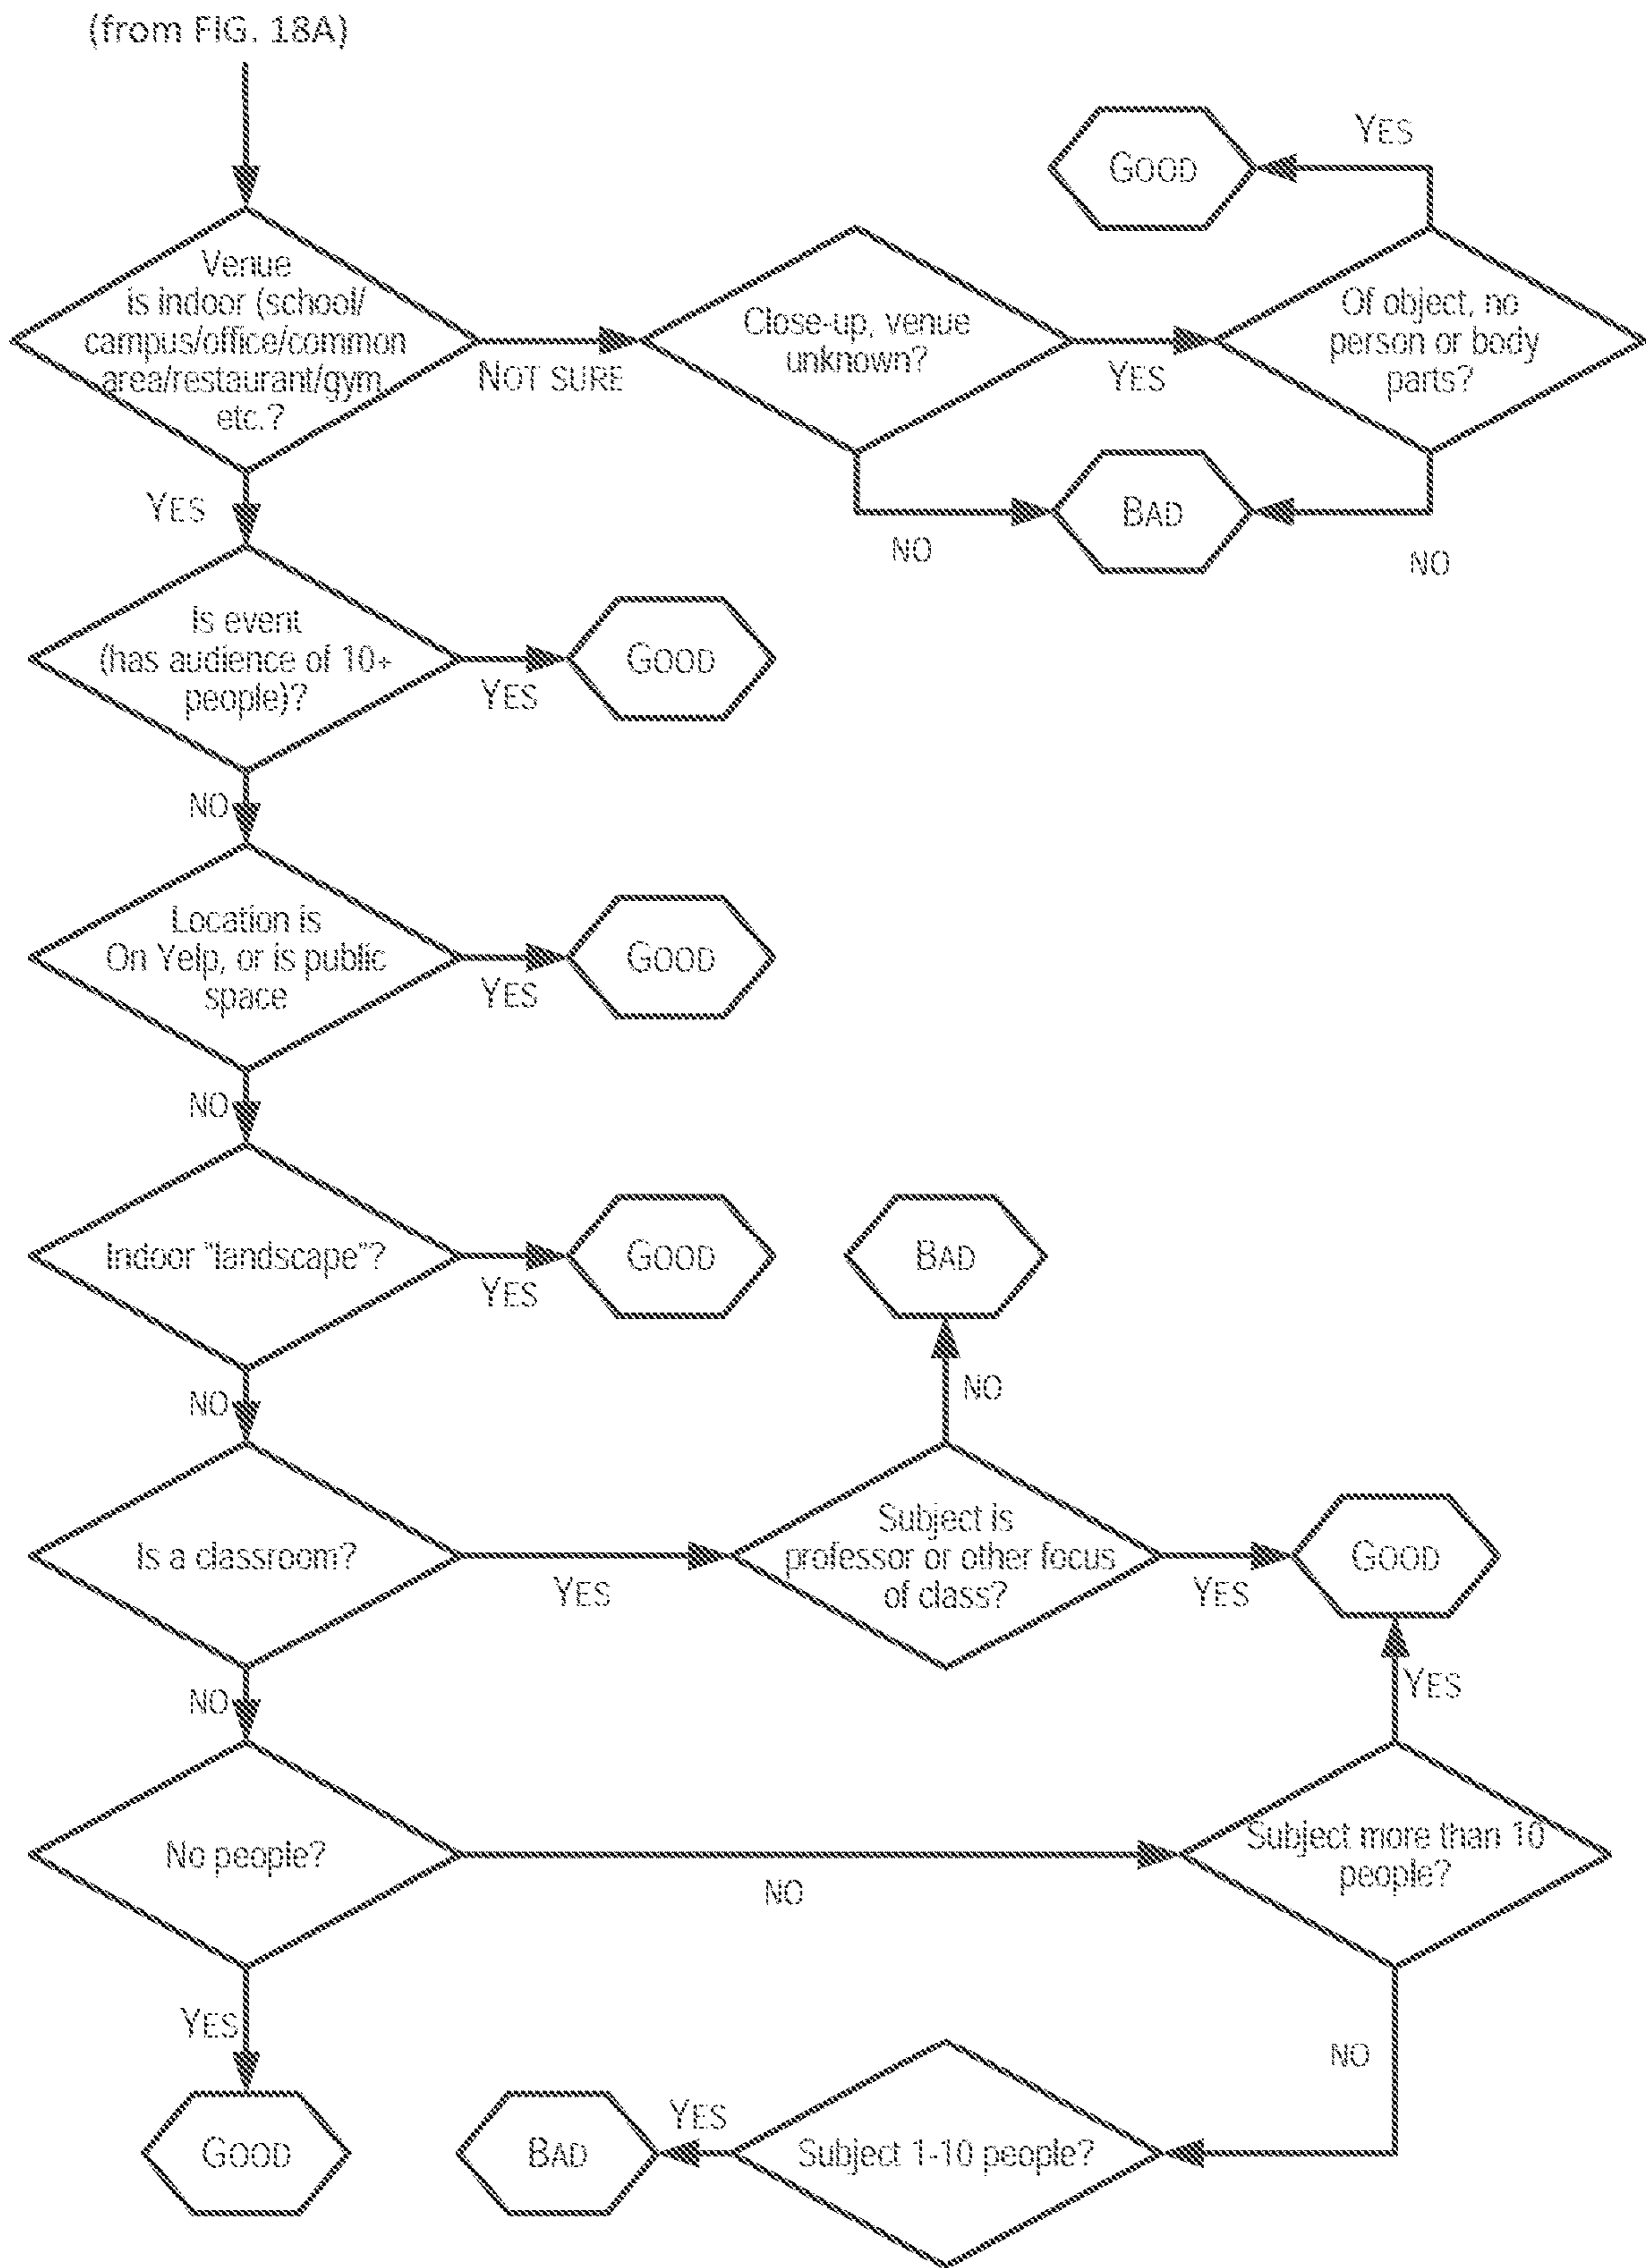 (from FIG. 18A)
YES
GOOD
Venue
is indoor (school/
campus/office/common
area/restaurant/gym
etc.?
NOT SURE
Close-up, venue
unknown?
YES
Of object, no
person or body
parts?
YES
NO
BAD
NO
Is event
(has audience of 10+
people)?
YES
GOOD
NO
Location is
On Yelp, or is public
space
YES
GOOD
NO
Indoor "landscape"?
YES
GOOD
BAD
NO
NO
Is a classroom?
YES
Subject is
professor or other focus
of class?
YES
GOOD
NO
YES
No people?
NO
Subject more than 10
people?
YES
NO
GOOD
BAD
YES
Subject 1-10 people?